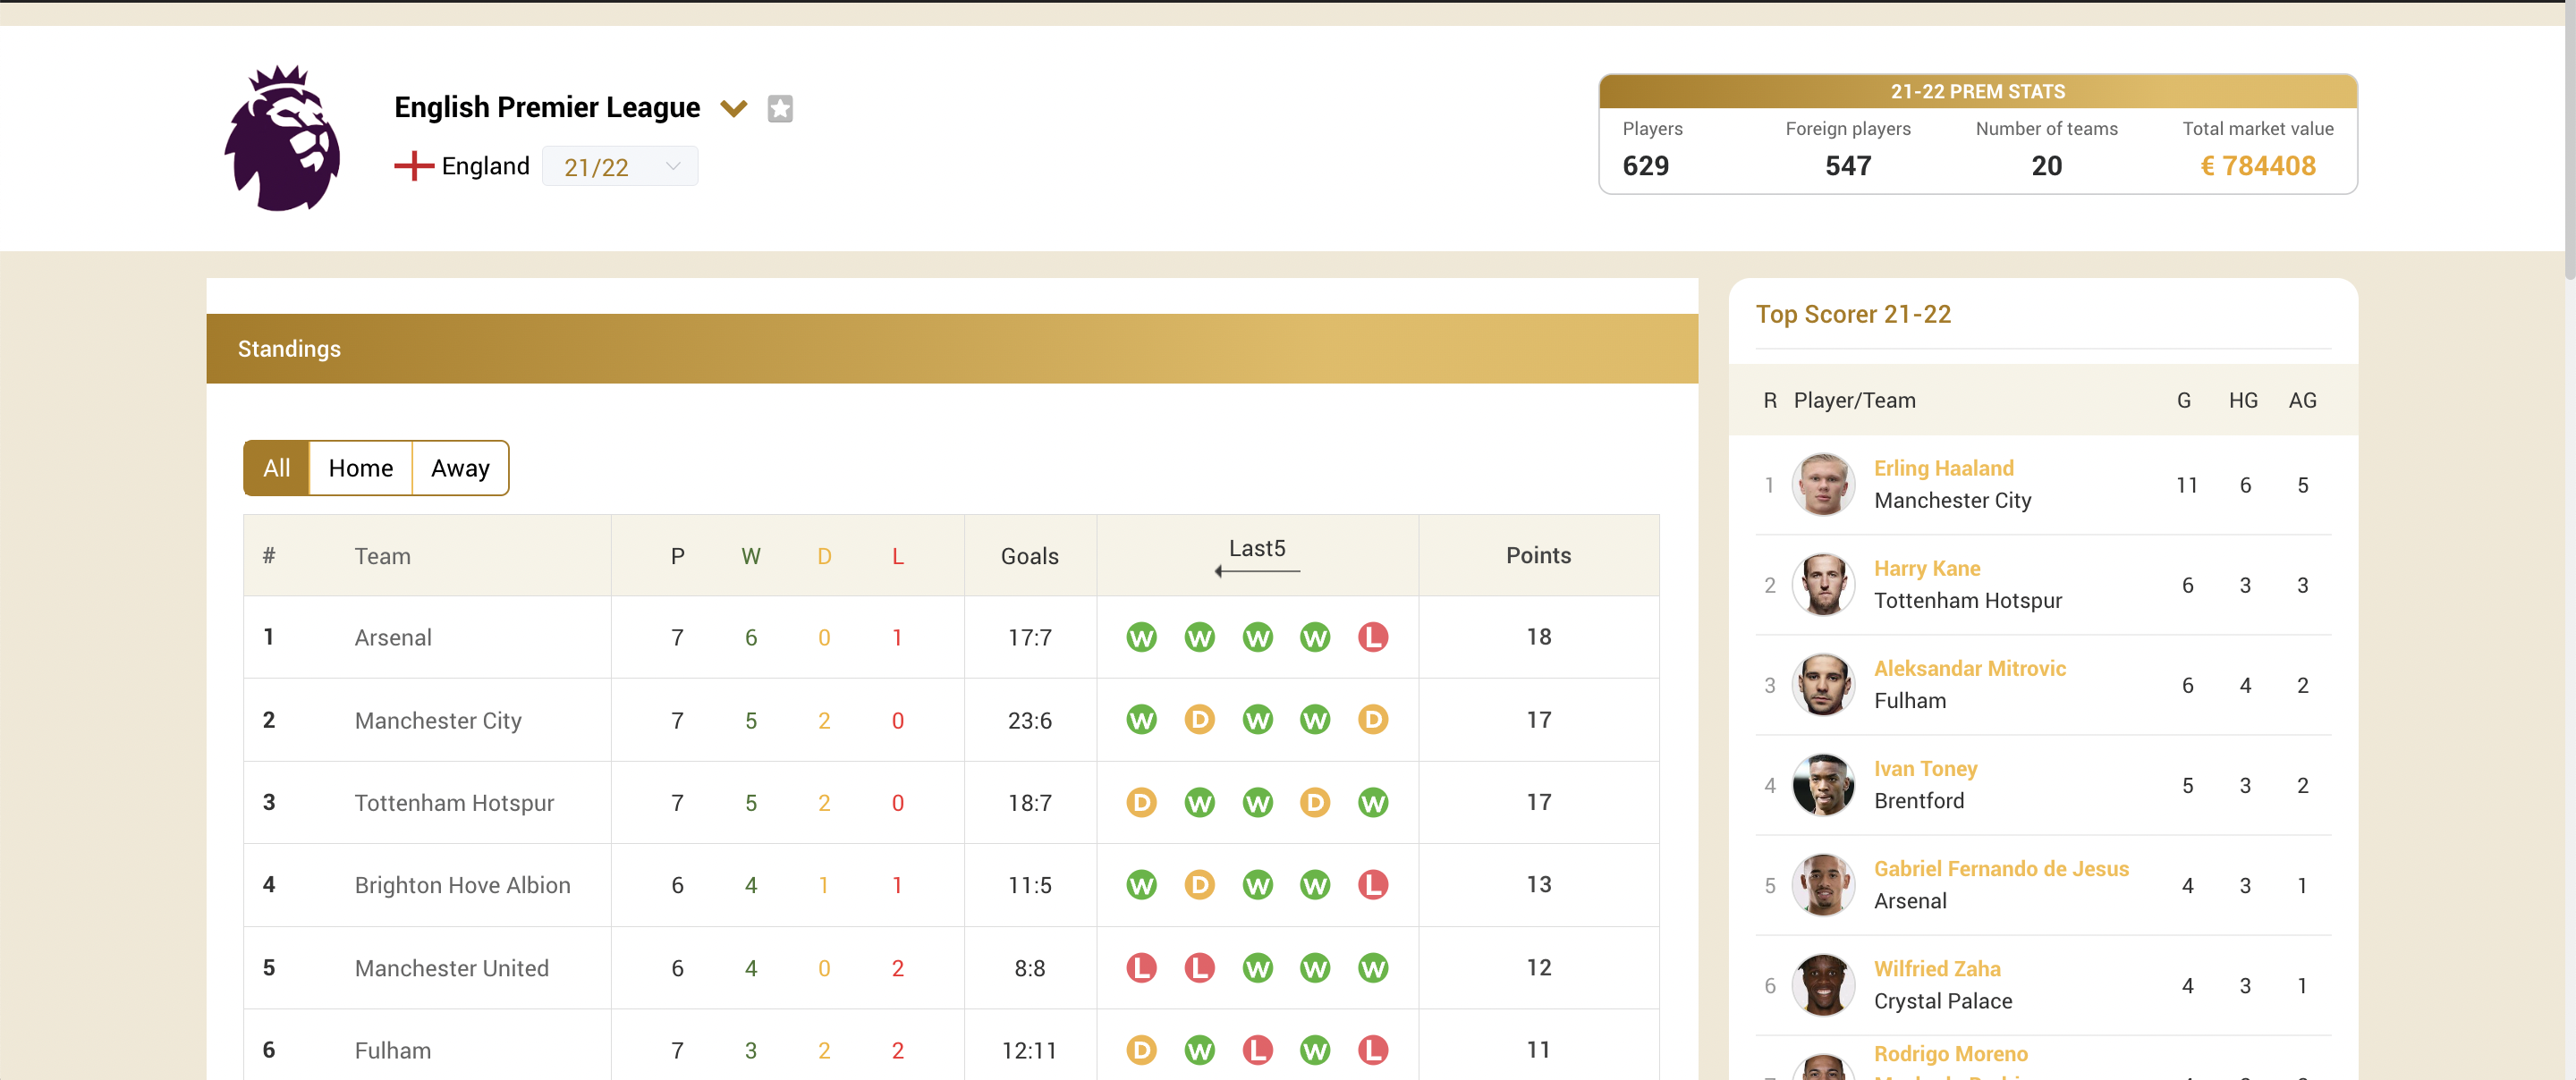 English Premier League
England 21/22
21-22 PREM STATS
Players Foreign players Number of teams Total market value
629 547 20 € 784408
Standings
All Home Away
# Team P W D L Goals Last5 Points
1 Arsenal 7 6 0 1 17:7 W W W W L 18
2 Manchester City 7 5 2 0 23:6 W D W W D 17
3 Tottenham Hotspur 7 5 2 0 18:7 D W W D W 17
4 Brighton Hove Albion 6 4 1 1 11:5 W D W W L 13
5 Manchester United 6 4 0 2 8:8 L L W W W 12
6 Fulham 7 3 2 2 12:11 D W L W L 11
Top Scorer 21-22
R Player/Team G HG AG
1 Erling Haaland 11 6 5
Manchester City
2 Harry Kane 6 3 3
Tottenham Hotspur
3 Aleksandar Mitrovic 6 4 2
Fulham
4 Ivan Toney 5 3 2
Brentford
5 Gabriel Fernando de Jesus 4 3 1
Arsenal
6 Wilfried Zaha 4 3 1
Crystal Palace
Rodrigo Moreno